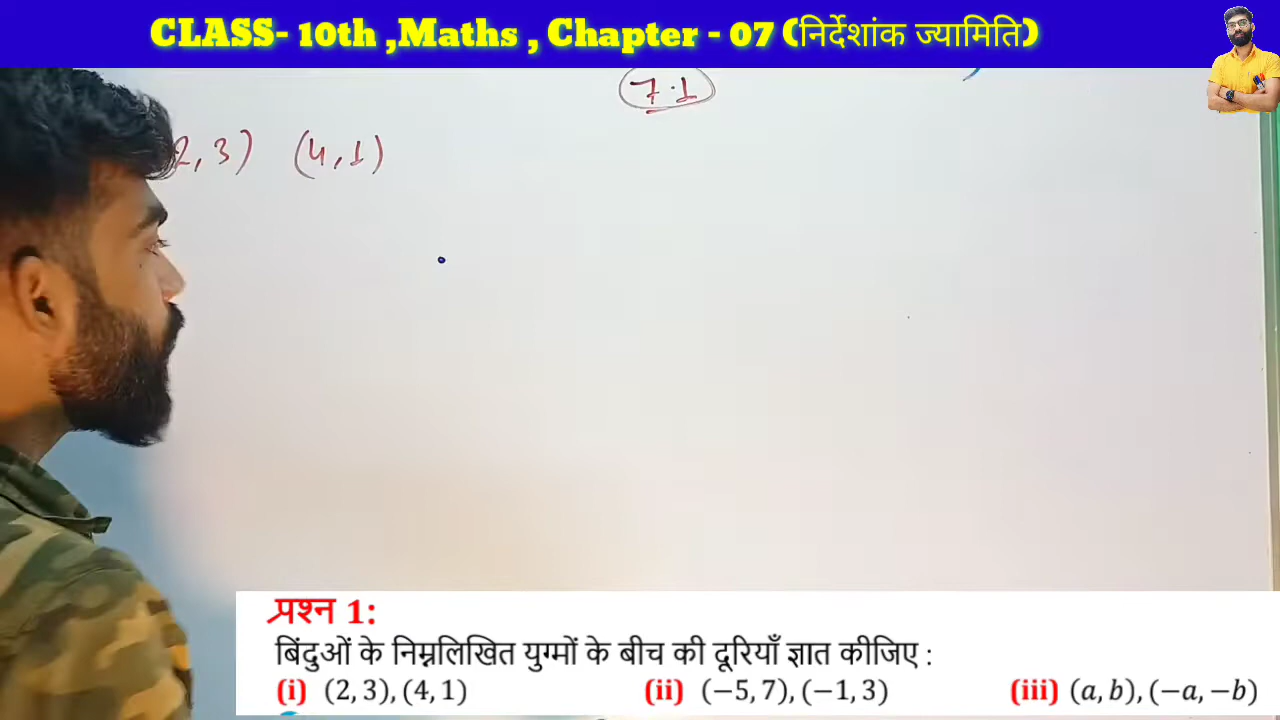 CLASS- 10th ,Maths , Chapter - 07 (निर्देशांक ज्यामिति)
7.1
2, 3) (4, 1)
प्रश्न 1:
बिंदुओं के निम्नलिखित युग्मों के बीच की दूरियाँ ज्ञात कीजिए :
(i) (2, 3), (4, 1) (ii) (−5, 7), (−1, 3) (iii) (a, b), (−a, −b)